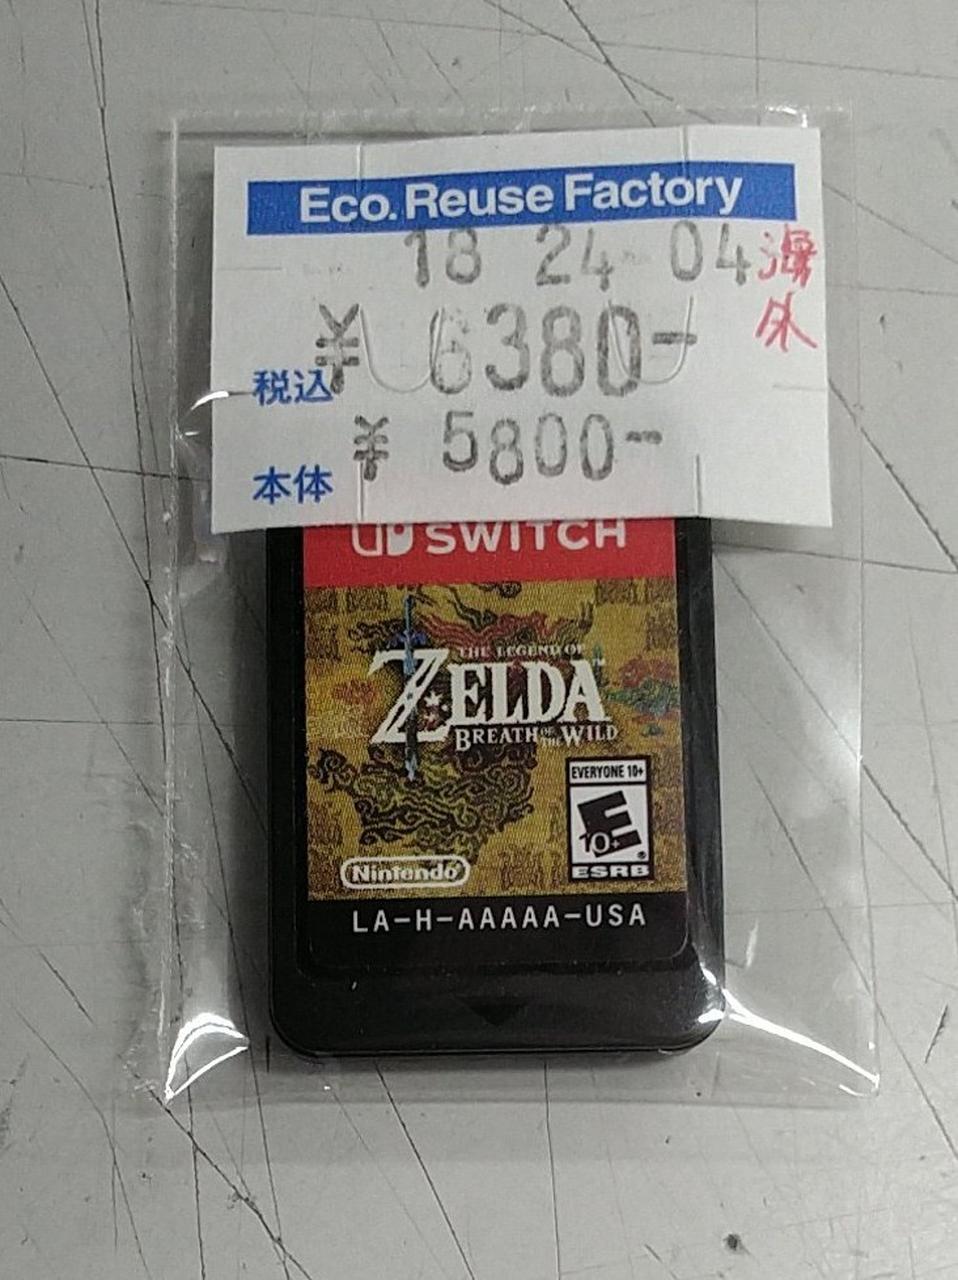 Eco. Reuse Factory
18 24 04 海外
¥ 6380-
税込
¥ 5800-
本体
SWITCH
THE LEGEND OF
ZELDA™
BREATH OF THE WILD
EVERYONE 10+
E
10+
®
ESRB
Nintendo®
LA-H-AAAAA-USA